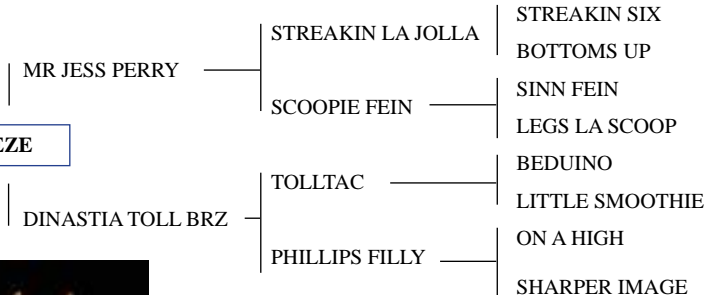 STREAKIN SIX
STREAKIN LA JOLLA
BOTTOMS UP
MR JESS PERRY
SINN FEIN
SCOOPIE FEIN
LEGS LA SCOOP
EZE
BEDUINO
TOLLTAC
LITTLE SMOOTHIE
DINASTIA TOLL BRZ
ON A HIGH
PHILLIPS FILLY
SHARPER IMAGE